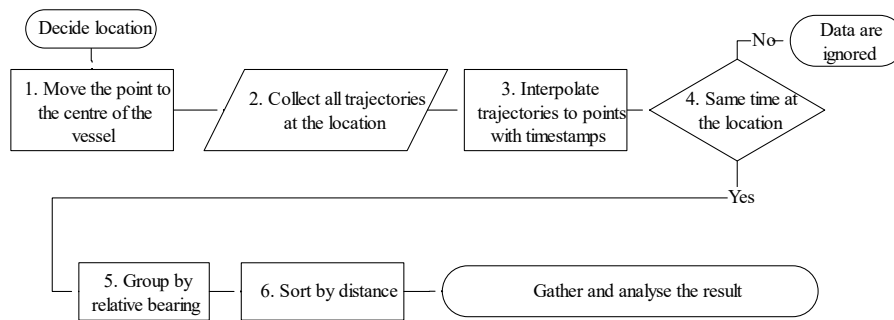 Decide location
1. Move the point to
the centre of the
vessel
2. Collect all trajectories
at the location
3. Interpolate
trajectories to points
with timestamps
4. Same time at
the location
No
Data are
ignored
Yes
5. Group by
relative bearing
6. Sort by distance
Gather and analyse the result